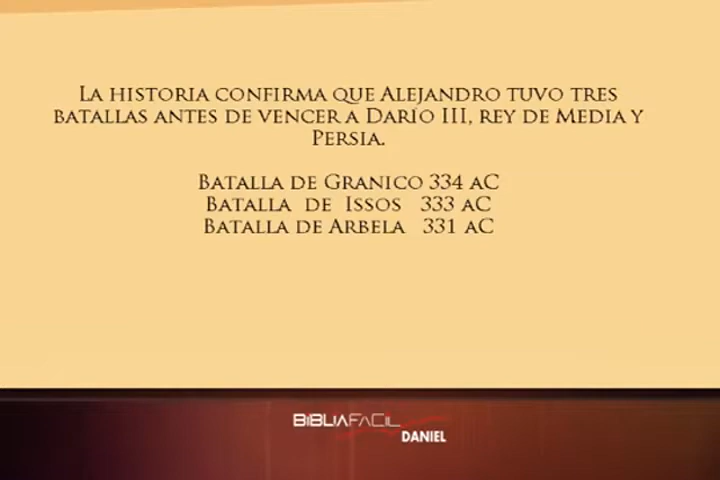 La historia confirma que Alejandro tuvo tres
batallas antes de vencer a Darío III, rey de Media y
Persia.
Batalla de Granico 334 aC
Batalla de Issos 333 aC
Batalla de Arbela 331 aC
BIBLIAFACIL
DANIEL